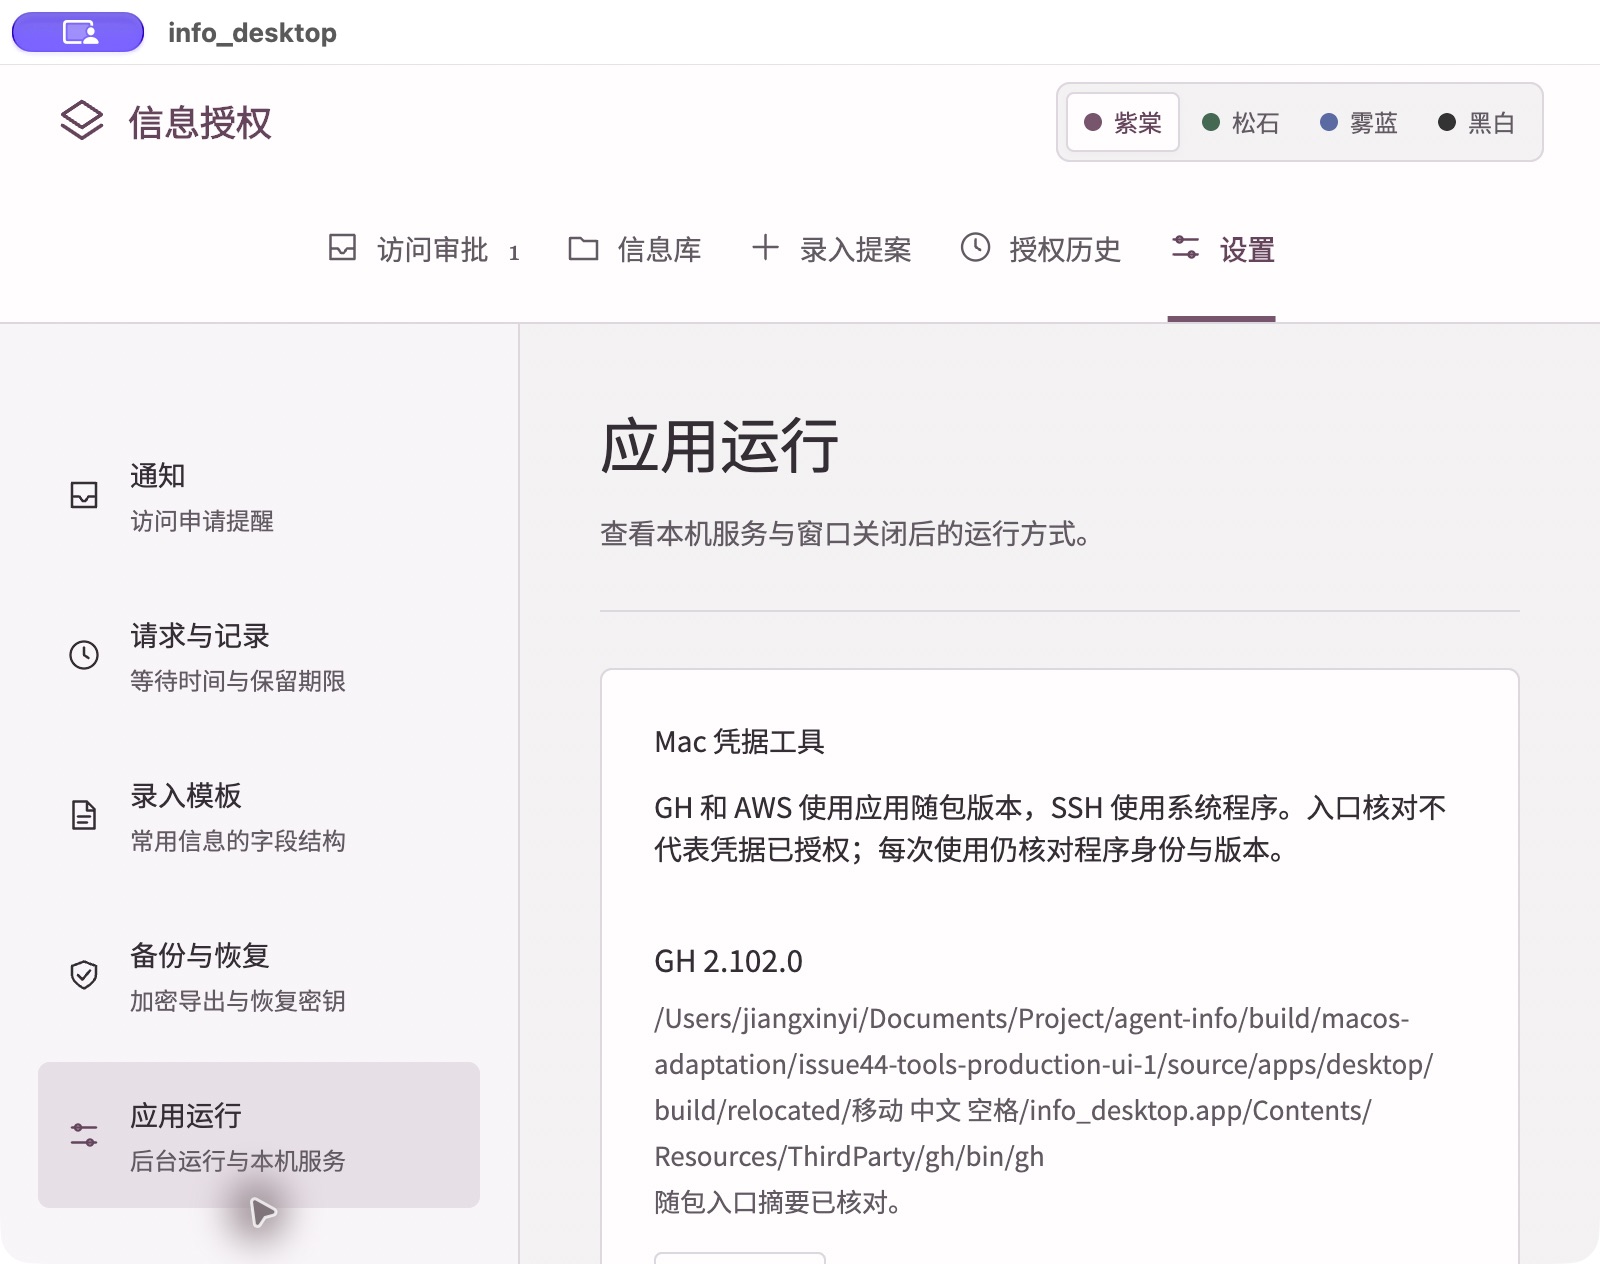 info_desktop
信息授权
紫棠 松石 雾蓝 黑白
访问审批 1 信息库 录入提案 授权历史 设置
通知
访问申请提醒
请求与记录
等待时间与保留期限
录入模板
常用信息的字段结构
备份与恢复
加密导出与恢复密钥
应用运行
后台运行与本机服务
应用运行
查看本机服务与窗口关闭后的运行方式。
Mac 凭据工具
GH 和 AWS 使用应用随包版本，SSH 使用系统程序。入口核对不
代表凭据已授权；每次使用仍核对程序身份与版本。
GH 2.102.0
/Users/jiangxinyi/Documents/Project/agent-info/build/macos-
adaptation/issue44-tools-production-ui-1/source/apps/desktop/
build/relocated/移动 中文 空格/info_desktop.app/Contents/
Resources/ThirdParty/gh/bin/gh
随包入口摘要已核对。